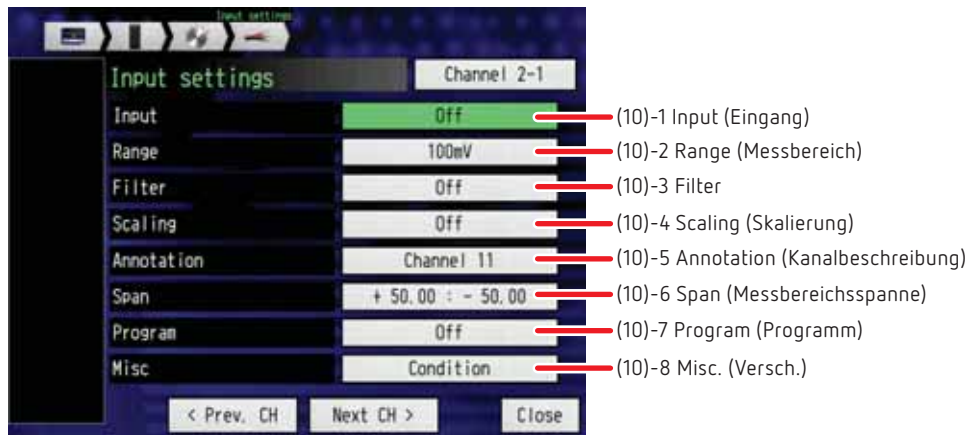 Input settings
Input settings Channel 2-1
Input Off (10)-1 Input (Eingang)
Range 100mV (10)-2 Range (Messbereich)
Filter Off (10)-3 Filter
Scaling Off (10)-4 Scaling (Skalierung)
Annotation Channel 11 (10)-5 Annotation (Kanalbeschreibung)
Span + 50.00 : - 50.00 (10)-6 Span (Messbereichsspanne)
Program Off (10)-7 Program (Programm)
Misc Condition (10)-8 Misc. (Versch.)
< Prev. CH Next CH > Close